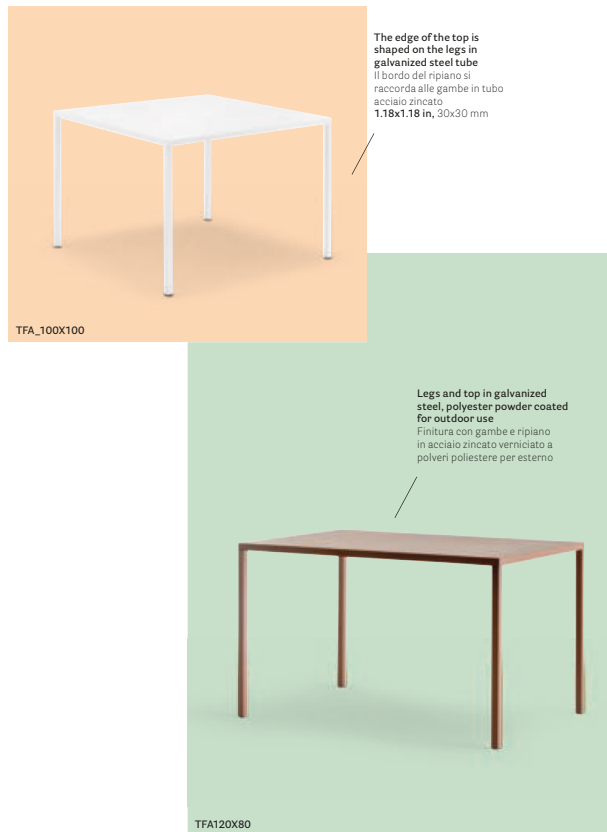 The edge of the top is
shaped on the legs in
galvanized steel tube
Il bordo del ripiano si
raccorda alle gambe in tubo
acciaio zincato
1.18x1.18 in, 30x30 mm
TFA_100X100
Legs and top in galvanized
steel, polyester powder coated
for outdoor use
Finitura con gambe e ripiano
in acciaio zincato verniciato a
polveri poliestere per esterno
TFA120X80